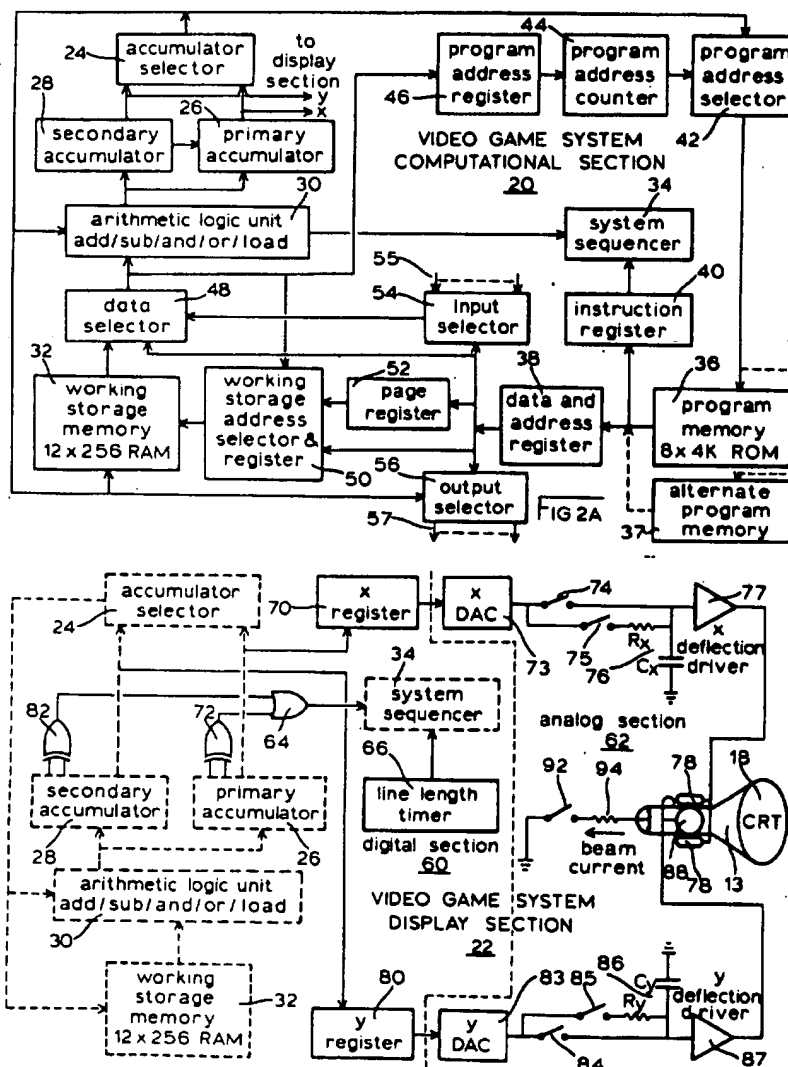 24
accumulator
selector
to
display
section
y
x
28
secondary
accumulator
26
primary
accumulator
46
program
address
register
44
program
address
counter
program
address
selector
42
VIDEO GAME SYSTEM
COMPUTATIONAL SECTION
20
30
arithmetic logic unit
add/sub/and/or/load
34
system
sequencer
48
data
selector
55
54
Input
selector
40
instruction
register
32
working
storage
memory
12 x 256 RAM
working
storage
address
selector &
register
50
52
page
register
38
data and
address
register
36
program
memory
8 x 4K ROM
56
output
selector
57
FIG 2A
alternate
program
memory
37
accumulator
selector
24
70
x
register
x
DAC
73
74
75
Rx
76
Cx
77
x
deflection
driver
82
72
64
34
system
sequencer
analog section
62
secondary
accumulator
28
primary
accumulator
26
66
line length
timer
digital section
60
92
94
beam
current
78
88
78
18
CRT
13
arithmetic logic unit
add/sub/and/or/load
30
VIDEO GAME SYSTEM
DISPLAY SECTION
22
working
storage
memory
12 x 256 RAM
32
80
y
register
83
y
DAC
85
84
86
Ry
Cy
y
deflection
driver
87